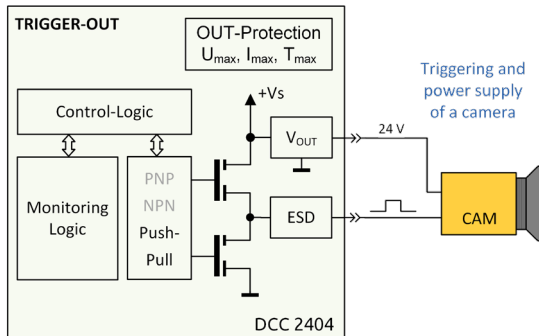 TRIGGER-OUT
OUT-Protection
Umax, Imax, Tmax
Triggering and
power supply
of a camera
+Vs
Control-Logic
VOUT
24 V
PNP
NPN
Push-
Pull
Monitoring
Logic
ESD
CAM
DCC 2404